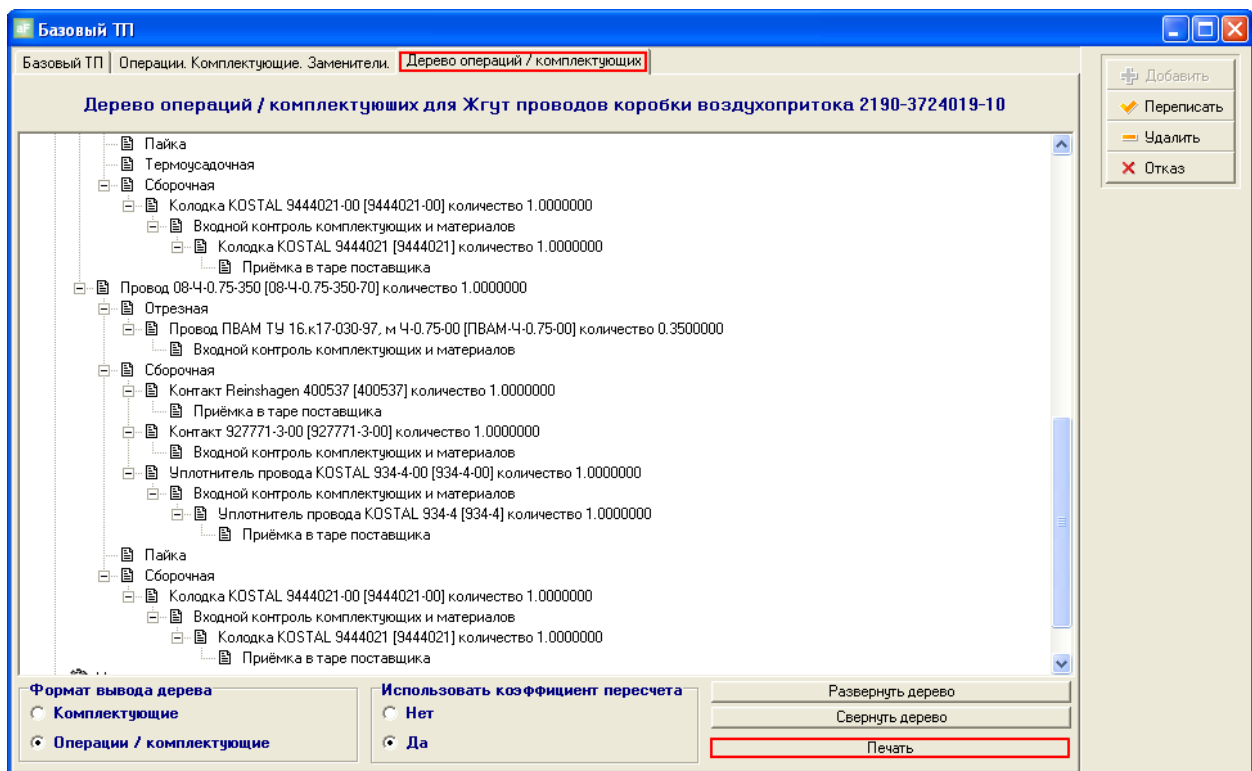 Базовый ТП
Базовый ТП Операции. Комплектующие. Заменители. Дерево операций / комплектующих
Добавить
Переписать
Удалить
Отказ
Дерево операций / комплектуюших для Жгут проводов коробки воздухопритока 2190-3724019-10
Пайка
Термоусадочная
Сборочная
Колодка KOSTAL 9444021-00 [9444021-00] количество 1.0000000
Входной контроль комплектующих и материалов
Колодка KOSTAL 9444021 [9444021] количество 1.0000000
Приёмка в таре поставщика
Провод 08-Ч-0.75-350 [08-Ч-0.75-350-70] количество 1.0000000
Отрезная
Провод ПВАМ ТУ 16.к17-030-97, м Ч-0.75-00 [ПВАМ-Ч-0.75-00] количество 0.3500000
Входной контроль комплектующих и материалов
Сборочная
Контакт Reinshagen 400537 [400537] количество 1.0000000
Приёмка в таре поставщика
Контакт 927771-3-00 [927771-3-00] количество 1.0000000
Входной контроль комплектующих и материалов
Уплотнитель провода KOSTAL 934-4-00 [934-4-00] количество 1.0000000
Входной контроль комплектующих и материалов
Уплотнитель провода KOSTAL 934-4 [934-4] количество 1.0000000
Приёмка в таре поставщика
Пайка
Сборочная
Колодка KOSTAL 9444021-00 [9444021-00] количество 1.0000000
Входной контроль комплектующих и материалов
Колодка KOSTAL 9444021 [9444021] количество 1.0000000
Приёмка в таре поставщика
Формат вывода дерева
Комплектующие
Операции / комплектующие
Использовать коэффициент пересчета
Нет
Да
Развернуть дерево
Свернуть дерево
Печать